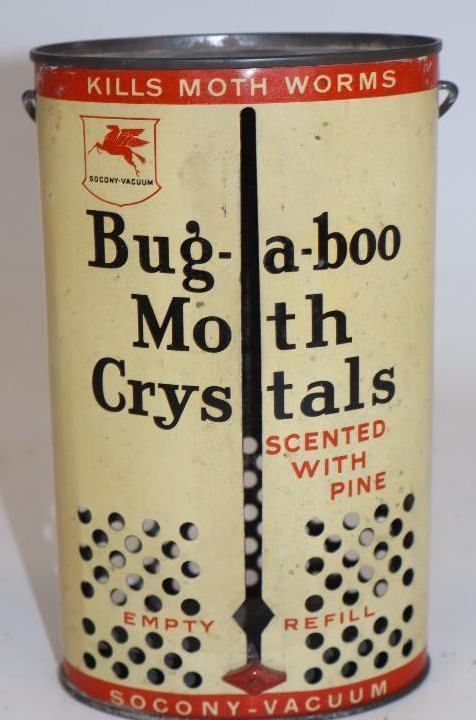 KILLS MOTH WORMS
SOCONY-VACUUM
Bug-a-boo
Moth
Crystals
SCENTED
WITH
PINE
EMPTY REFILL
SOCONY-VACUUM